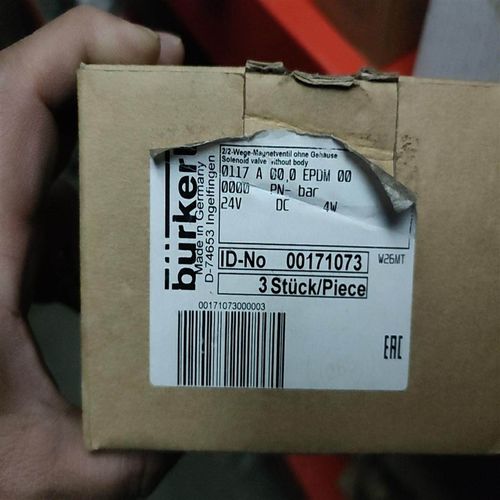 2/2-Wege-Magnetventil ohne Gehäuse
Solenoid valve without body
0117 A 00,0 EPDM 00
0000 PN- bar
24V DC 4W
burkert
Made in Germany
D-74653 Ingelfingen
ID-No 00171073
W26MT
3 Stück/Piece
00171073000003
EAC